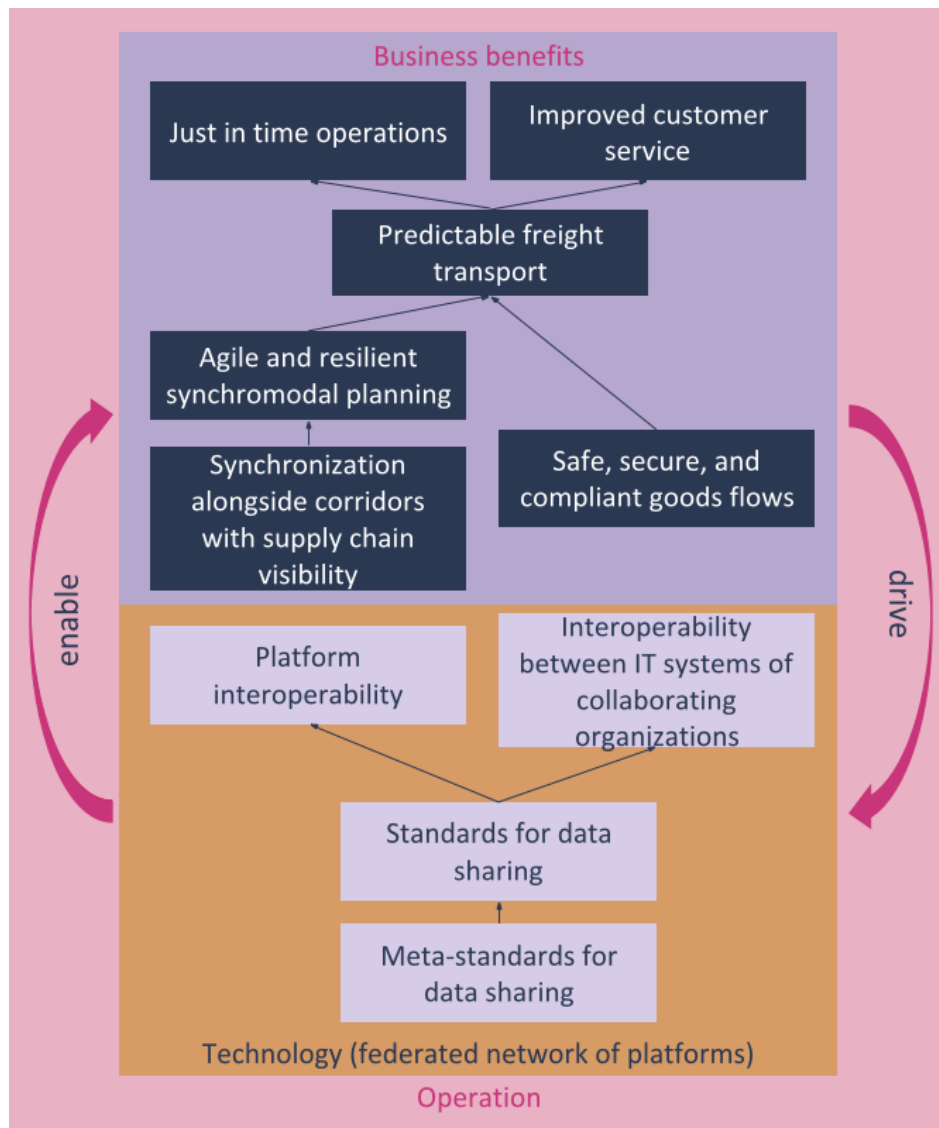 Business benefits
Just in time operations
Improved customer
service
Predictable freight
transport
Agile and resilient
synchromodal planning
Synchronization
alongside corridors
with supply chain
visibility
Safe, secure, and
compliant goods flows
enable
drive
Platform
interoperability
Interoperability
between IT systems of
collaborating
organizations
Standards for data
sharing
Meta-standards for
data sharing
Technology (federated network of platforms)
Operation